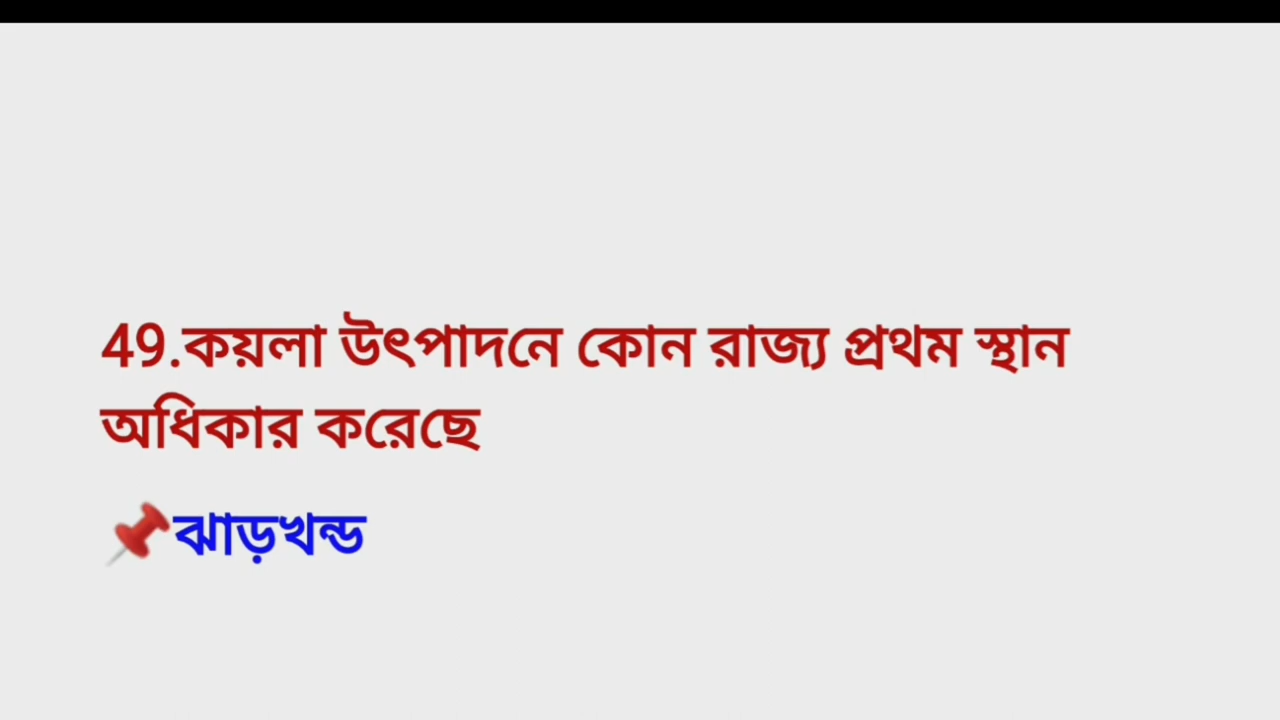 49.কয়লা উৎপাদনে কোন রাজ্য প্রথম স্থান
অধিকার করেছে
📌ঝাড়খন্ড